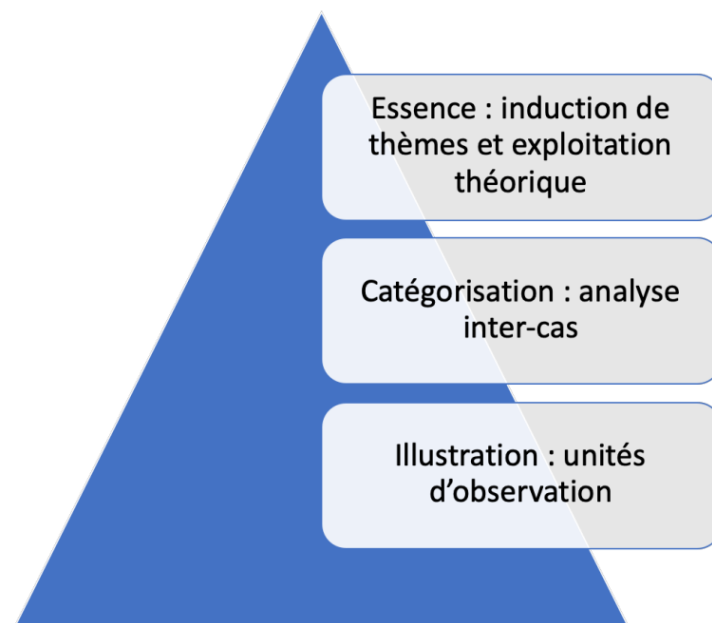 Essence : induction de
thèmes et exploitation
théorique
Catégorisation : analyse
inter-cas
Illustration : unités
d’observation